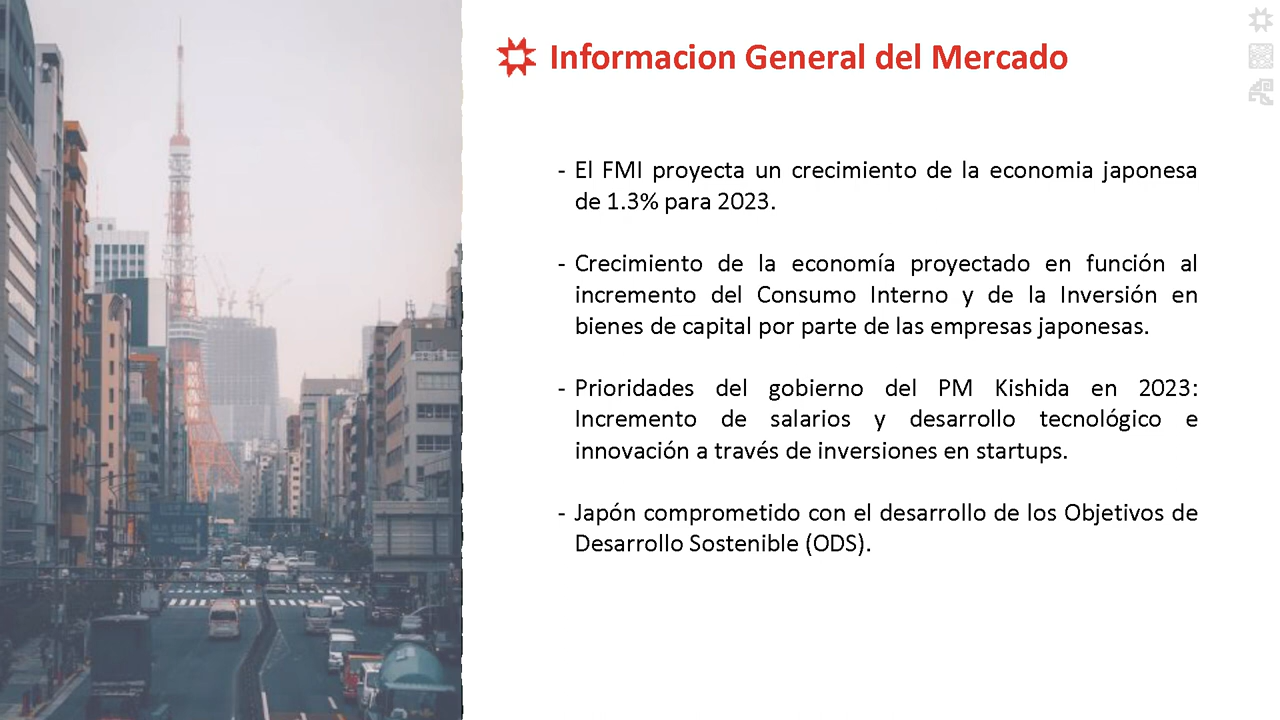 Informacion General del Mercado
- El FMI proyecta un crecimiento de la economia japonesa
de 1.3% para 2023.
- Crecimiento de la economía proyectado en función al
incremento del Consumo Interno y de la Inversión en
bienes de capital por parte de las empresas japonesas.
- Prioridades del gobierno del PM Kishida en 2023:
Incremento de salarios y desarrollo tecnológico e
innovación a través de inversiones en startups.
- Japón comprometido con el desarrollo de los Objetivos de
Desarrollo Sostenible (ODS).